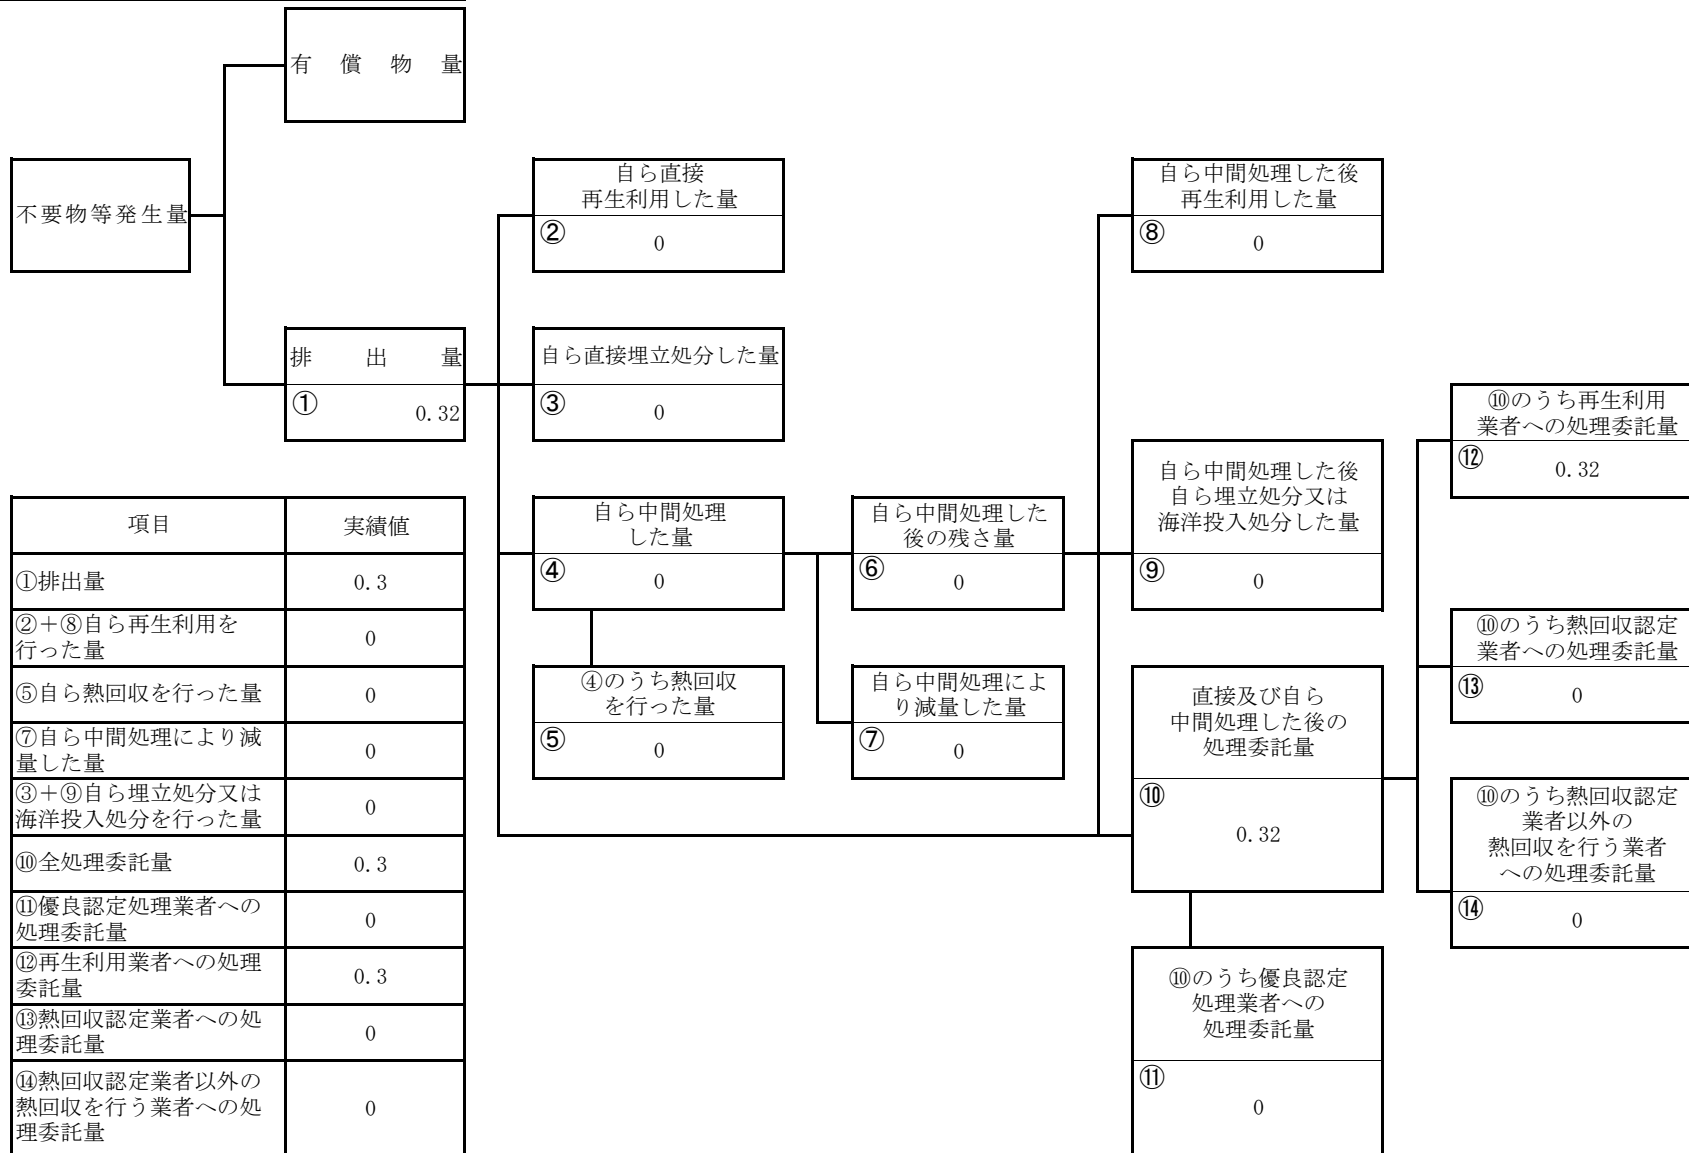 有償物量
不要物等発生量
排出量
①
0.32
自ら直接
再生利用した量
②
0
自ら直接埋立処分した量
③
0
自ら中間処理
した量
④
0
④のうち熱回収
を行った量
⑤
0
自ら中間処理した
後の残さ量
⑥
0
自ら中間処理によ
り減量した量
⑦
0
自ら中間処理した後
再生利用した量
⑧
0
自ら中間処理した後
自ら埋立処分又は
海洋投入処分した量
⑨
0
直接及び自ら
中間処理した後の
処理委託量
⑩
0.32
⑩のうち優良認定
処理業者への
処理委託量
⑪
0
⑩のうち再生利用
業者への処理委託量
⑫
0.32
⑩のうち熱回収認定
業者への処理委託量
⑬
0
⑩のうち熱回収認定
業者以外の
熱回収を行う業者
への処理委託量
⑭
0
項目
実績値
①排出量
0.3
②＋⑧自ら再生利用を
行った量
0
⑤自ら熱回収を行った量
0
⑦自ら中間処理により減
量した量
0
③＋⑨自ら埋立処分又は
海洋投入処分を行った量
0
⑩全処理委託量
0.3
⑪優良認定処理業者への
処理委託量
0
⑫再生利用業者への処理
委託量
0.3
⑬熱回収認定業者への処
理委託量
0
⑭熱回収認定業者以外の
熱回収を行う業者への処
理委託量
0